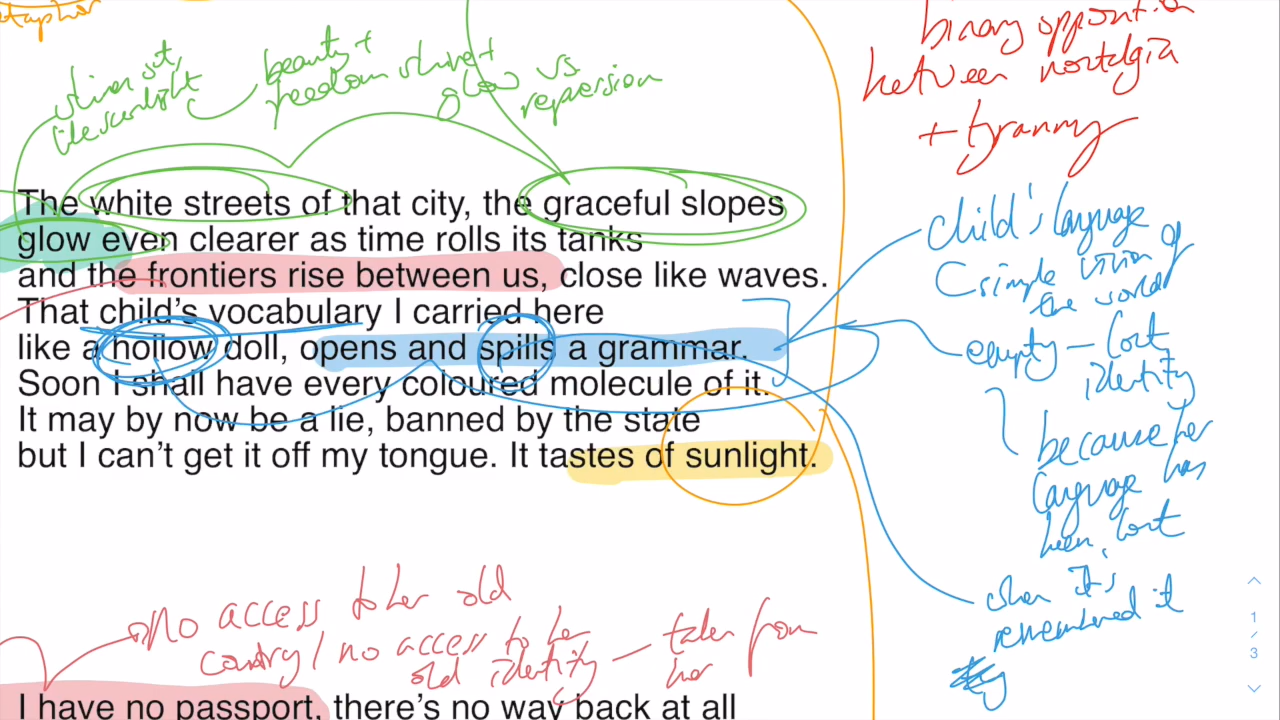 taphor
binary opposition
between nostalgia
+ tyranny
beauty +
freedom
glow vs
repression
The white streets of that city, the graceful slopes
glow even clearer as time rolls its tanks
and the frontiers rise between us, close like waves.
That child's vocabulary I carried here
like a hollow doll, opens and spills a grammar.
Soon I shall have every coloured molecule of it.
It may by now be a lie, banned by the state
but I can't get it off my tongue. It tastes of sunlight.
child's language
simple vision of
the world
empty – lost
identity
because her
language has
been lost
when it's
remembered it
No access to her old
country / no access to her
old identity – taken from
her
I have no passport, there's no way back at all
1
/
3